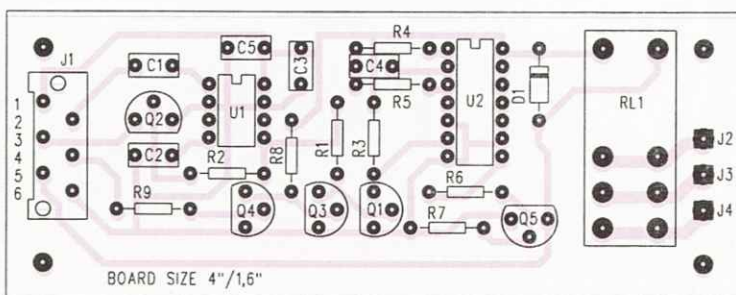 J1
1
2
3
4
5
6
C1
Q2
C2
C5
U1
C3
R4
C4
R5
U2
D1
RL1
J2
J3
J4
R2
R8
R1
R3
R9
Q4
Q3
Q1
R6
R7
Q5
BOARD SIZE 4"/1,6"